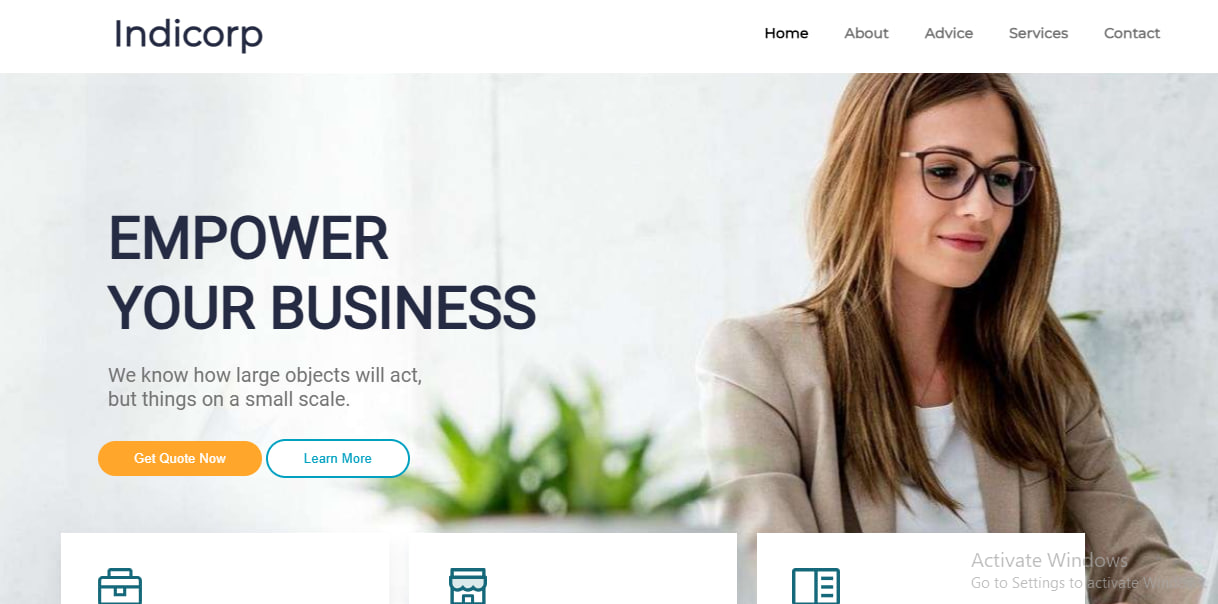 Indicorp
Home About Advice Services Contact
EMPOWER
YOUR BUSINESS
We know how large objects will act,
but things on a small scale.
Get Quote Now Learn More
Activate Windows
Go to Settings to activate Windows.